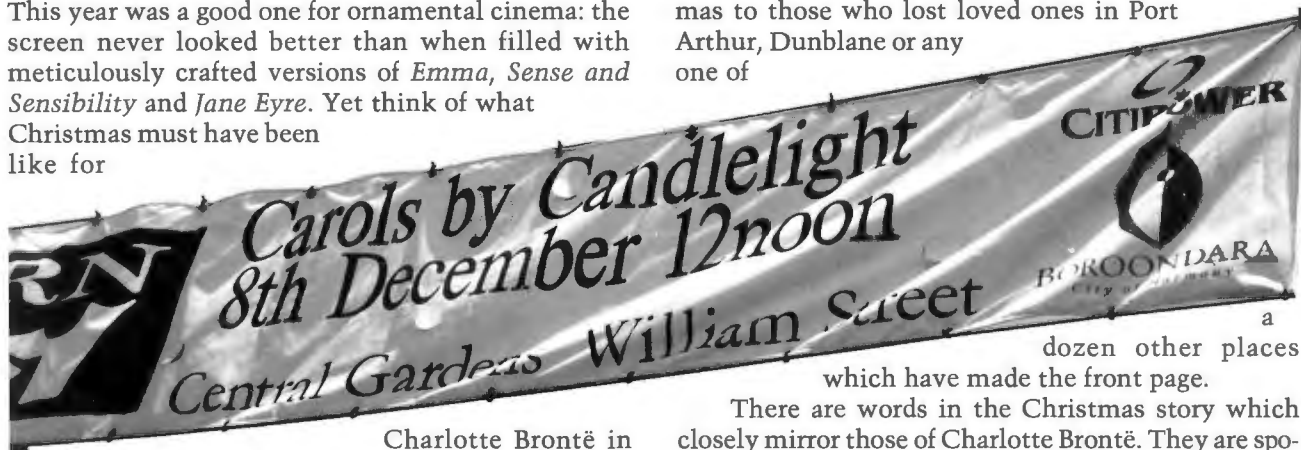 This year was a good one for ornamental cinema: the
screen never looked better than when filled with
meticulously crafted versions of Emma, Sense and
Sensibility and Jane Eyre. Yet think of what
Christmas must have been
like for
Charlotte Brontë in
mas to those who lost loved ones in Port
Arthur, Dunblane or any
one of
a
dozen other places
which have made the front page.
There are words in the Christmas story which
closely mirror those of Charlotte Brontë. They are spo-
RN
Carols by Candlelight
8th December 12noon
Central Gardens William Street
CITIPOWER
BOROONDARA
City of Harmony